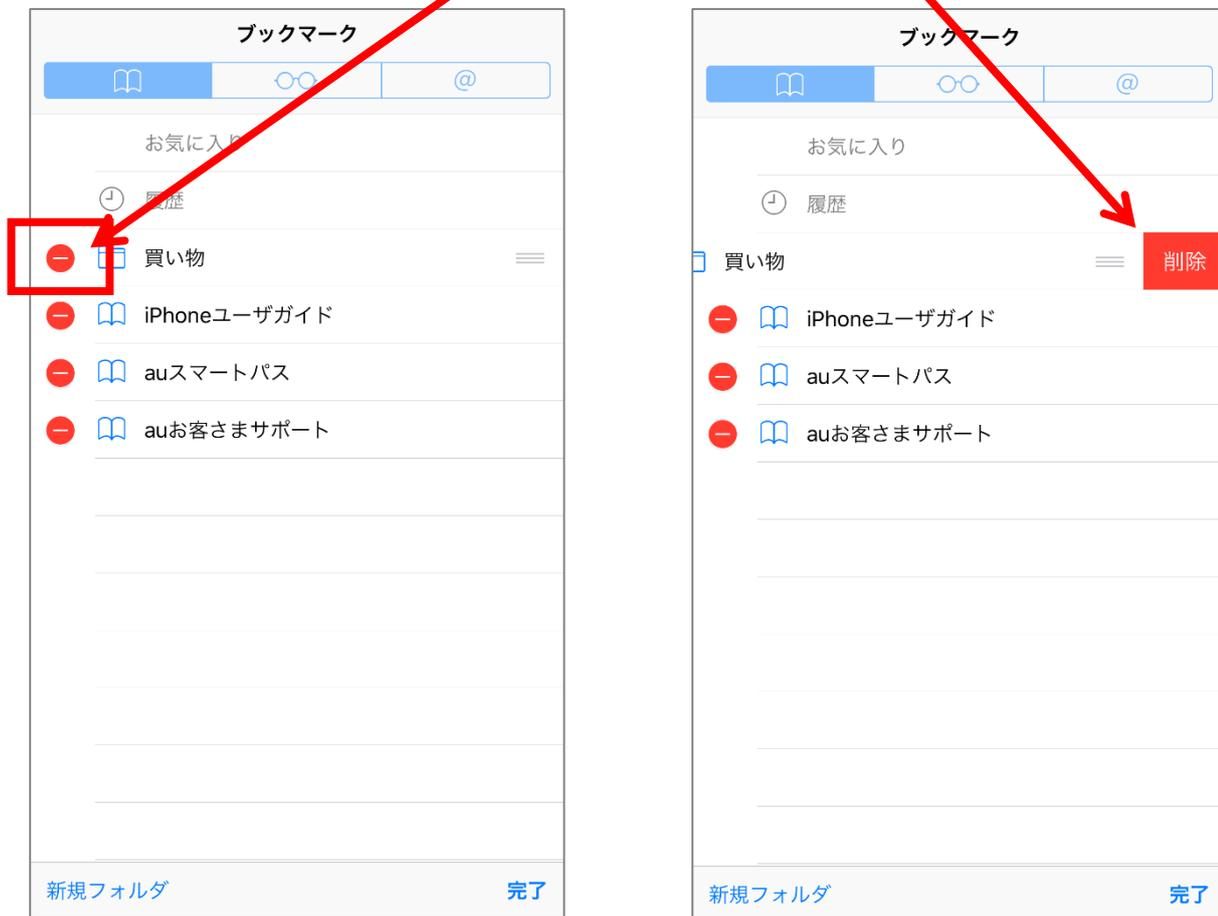 ブックマーク
@
お気に入り
履歴
買い物
iPhoneユーザガイド
auスマートパス
auお客さまサポート
新規フォルダ
完了
ブックマーク
@
お気に入り
履歴
買い物
削除
iPhoneユーザガイド
auスマートパス
auお客さまサポート
新規フォルダ
完了